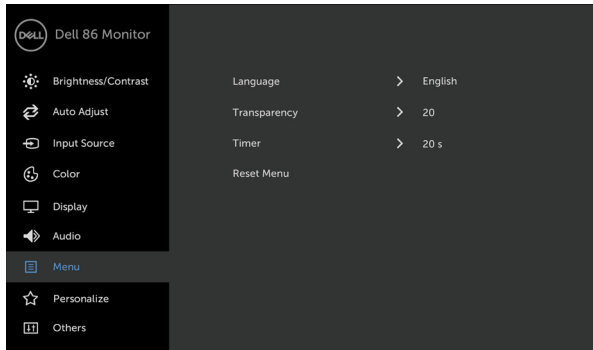 DELL Dell 86 Monitor
Brightness/Contrast
Language > English
Auto Adjust
Transparency > 20
Input Source
Timer > 20 s
Color
Reset Menu
Display
Audio
Menu
Personalize
Others